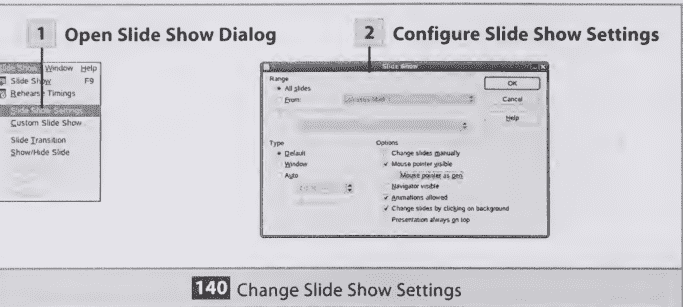 1 Open Slide Show Dialog
2 Configure Slide Show Settings
Slide Show Window Help
Slide Show F9
Rehearse Timings
Slide Show Settings
Custom Slide Show
Slide Transition
Show/Hide Slide
Slide Show
Range
All slides
From:
OK
Cancel
Help
Type
Default
Window
Auto
Options
Change slides manually
Mouse pointer visible
Mouse pointer as pen
Navigator visible
Animations allowed
Change slides by clicking on background
Presentation always on top
140 Change Slide Show Settings